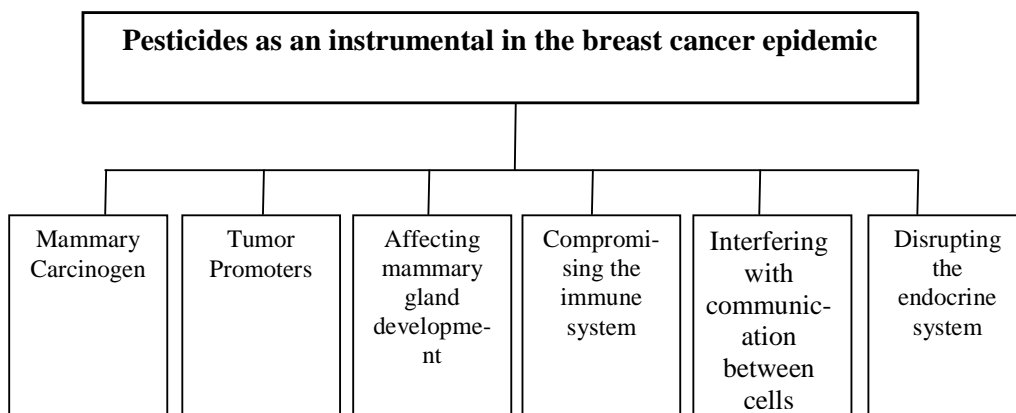 Pesticides as an instrumental in the breast cancer epidemic
Mammary
Carcinogen
Tumor
Promoters
Affecting
mammary
gland
developme-
nt
Compromi-
sing the
immune
system
Interfering
with
communic-
ation
between
cells
Disrupting
the
endocrine
system